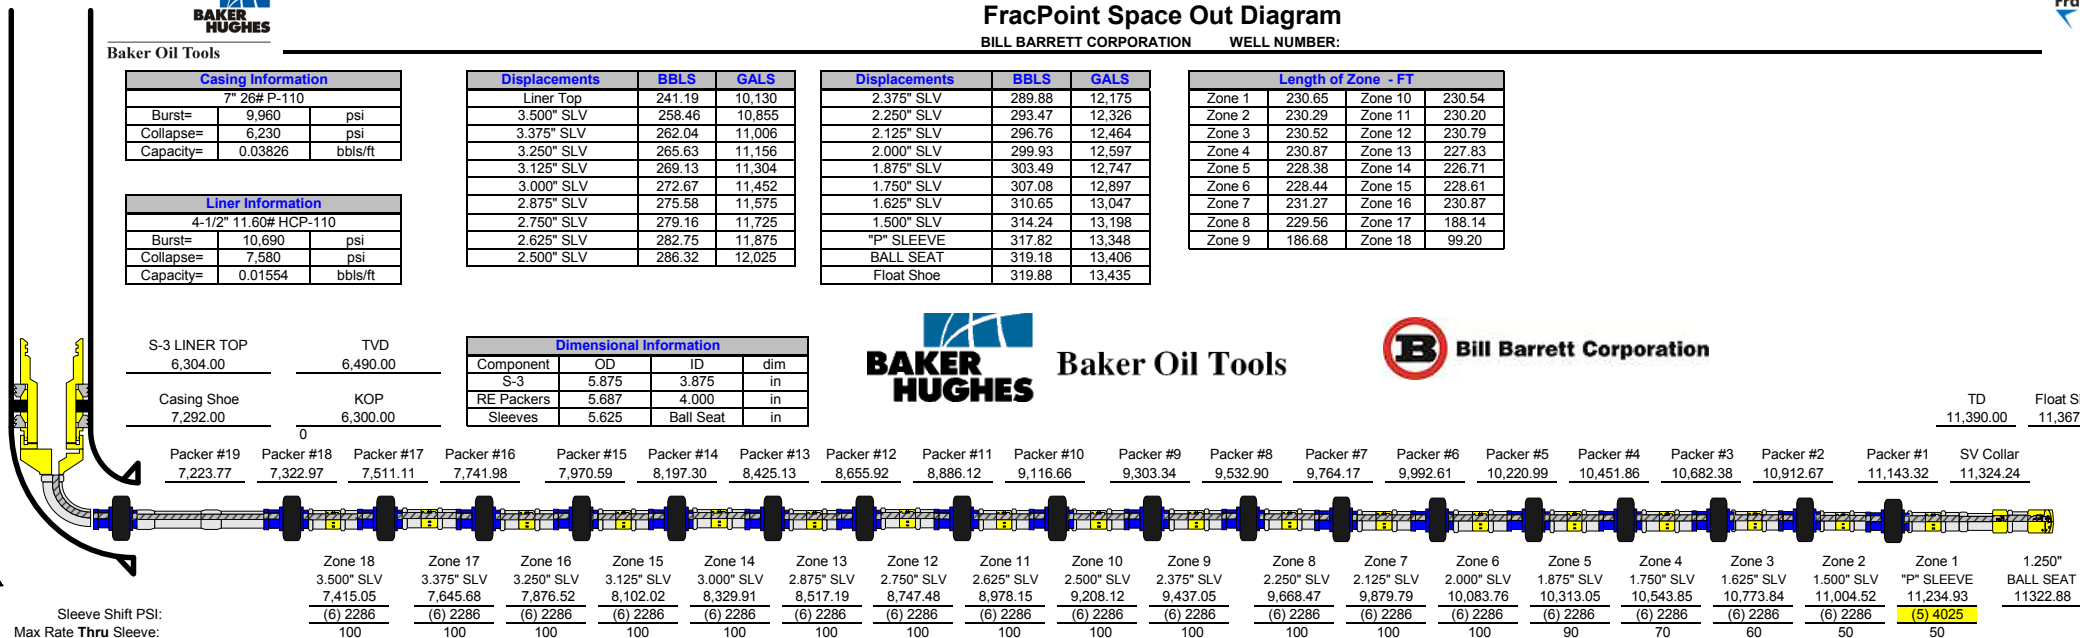 BAKER
HUGHES
Baker Oil Tools
FracPoint Space Out Diagram
BILL BARRETT CORPORATION WELL NUMBER:
Casing Information
7" 26# P-110
Burst= 9,960 psi
Collapse= 6,230 psi
Capacity= 0.03826 bbls/ft
Liner Information
4-1/2" 11.60# HCP-110
Burst= 10,690 psi
Collapse= 7,580 psi
Capacity= 0.01554 bbls/ft
Displacements BBLS GALS
Liner Top 241.19 10,130
3.500" SLV 258.46 10,855
3.375" SLV 262.04 11,006
3.250" SLV 265.63 11,156
3.125" SLV 269.13 11,304
3.000" SLV 272.67 11,452
2.875" SLV 275.58 11,575
2.750" SLV 279.16 11,725
2.625" SLV 282.75 11,875
2.500" SLV 286.32 12,025
Displacements BBLS GALS
2.375" SLV 289.88 12,175
2.250" SLV 293.47 12,326
2.125" SLV 296.76 12,464
2.000" SLV 299.93 12,597
1.875" SLV 303.49 12,747
1.750" SLV 307.08 12,897
1.625" SLV 310.65 13,047
1.500" SLV 314.24 13,198
"P" SLEEVE 317.82 13,348
BALL SEAT 319.18 13,406
Float Shoe 319.88 13,435
Length of Zone - FT
Zone 1 230.65 Zone 10 230.54
Zone 2 230.29 Zone 11 230.20
Zone 3 230.52 Zone 12 230.79
Zone 4 230.87 Zone 13 227.83
Zone 5 228.38 Zone 14 226.71
Zone 6 228.44 Zone 15 228.61
Zone 7 231.27 Zone 16 230.87
Zone 8 229.56 Zone 17 188.14
Zone 9 186.68 Zone 18 99.20
S-3 LINER TOP TVD
6,304.00 6,490.00
Casing Shoe KOP
7,292.00 6,300.00
0
Dimensional Information
Component OD ID dim
S-3 5.875 3.875 in
RE Packers 5.687 4.000 in
Sleeves 5.625 Ball Seat in
BAKER
HUGHES
Baker Oil Tools
B Bill Barrett Corporation
TD Float S
11,390.00 11,367
Packer #19 Packer #18 Packer #17 Packer #16 Packer #15 Packer #14 Packer #13 Packer #12 Packer #11 Packer #10 Packer #9 Packer #8 Packer #7 Packer #6 Packer #5 Packer #4 Packer #3 Packer #2 Packer #1 SV Collar
7,223.77 7,322.97 7,511.11 7,741.98 7,970.59 8,197.30 8,425.13 8,655.92 8,886.12 9,116.66 9,303.34 9,532.90 9,764.17 9,992.61 10,220.99 10,451.86 10,682.38 10,912.67 11,143.32 11,324.24
Zone 18 Zone 17 Zone 16 Zone 15 Zone 14 Zone 13 Zone 12 Zone 11 Zone 10 Zone 9 Zone 8 Zone 7 Zone 6 Zone 5 Zone 4 Zone 3 Zone 2 Zone 1 1.250"
3.500" SLV 3.375" SLV 3.250" SLV 3.125" SLV 3.000" SLV 2.875" SLV 2.750" SLV 2.625" SLV 2.500" SLV 2.375" SLV 2.250" SLV 2.125" SLV 2.000" SLV 1.875" SLV 1.750" SLV 1.625" SLV 1.500" SLV "P" SLEEVE BALL SEAT
7,415.05 7,645.68 7,876.52 8,102.02 8,329.91 8,517.19 8,747.48 8,978.15 9,208.12 9,437.05 9,668.47 9,879.79 10,083.76 10,313.05 10,543.85 10,773.84 11,004.52 11,234.93 11322.88
Sleeve Shift PSI: (6) 2286 (6) 2286 (6) 2286 (6) 2286 (6) 2286 (6) 2286 (6) 2286 (6) 2286 (6) 2286 (6) 2286 (6) 2286 (6) 2286 (6) 2286 (6) 2286 (6) 2286 (6) 2286 (6) 2286 (5) 4025
Max Rate Thru Sleeve: 100 100 100 100 100 100 100 100 100 100 100 100 100 90 70 60 50 50